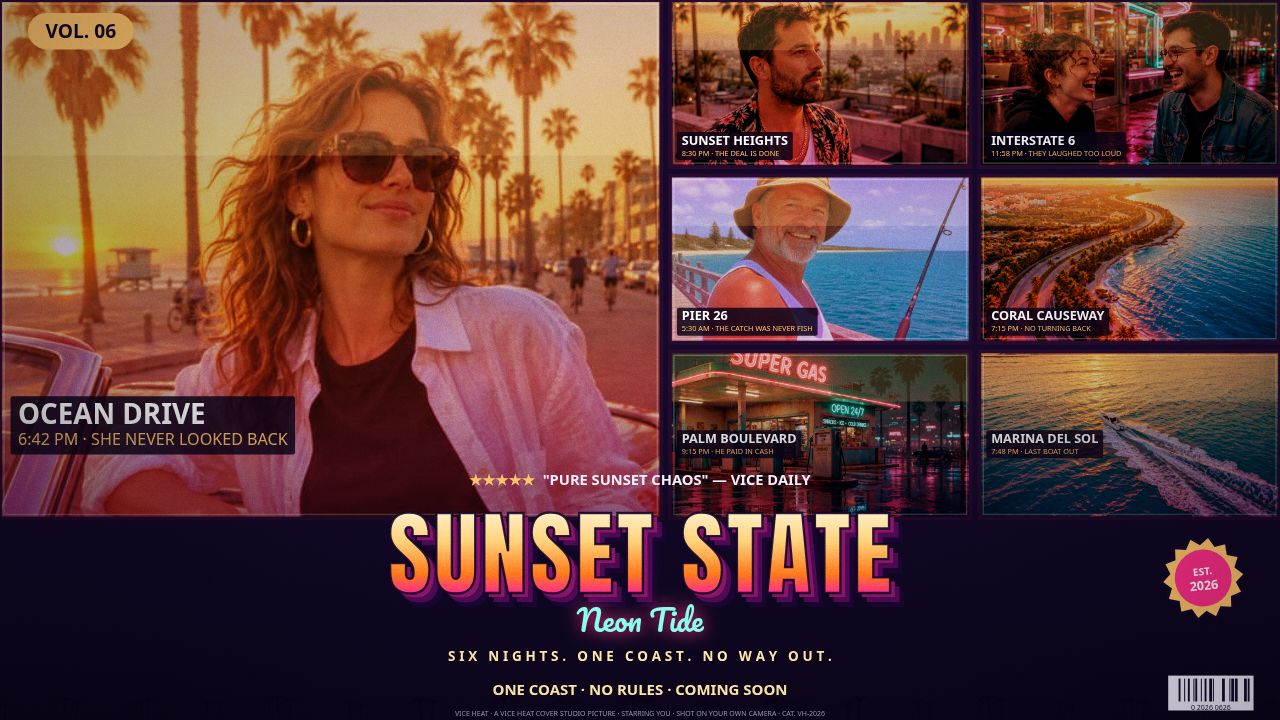 VOL. 06
OCEAN DRIVE
6:42 PM · SHE NEVER LOOKED BACK
SUNSET HEIGHTS
8:30 PM · THE DEAL IS DONE
INTERSTATE 6
11:58 PM · THEY LAUGHED TOO LOUD
PIER 26
5:30 AM · THE CATCH WAS NEVER FISH
CORAL CAUSEWAY
7:15 PM · NO TURNING BACK
SUPER GAS
OPEN 24/7
PALM BOULEVARD
9:15 PM · HE PAID IN CASH
MARINA DEL SOL
7:48 PM · LAST BOAT OUT
★★★★★ "PURE SUNSET CHAOS" — VICE DAILY
SUNSET STATE
Neon Tide
EST.
2026
SIX NIGHTS. ONE COAST. NO WAY OUT.
ONE COAST · NO RULES · COMING SOON
VICE HEAT · A VICE HEAT COVER STUDIO PICTURE · STARRING YOU · SHOT ON YOUR OWN CAMERA · CAT. VH-2026
0 2026 0626